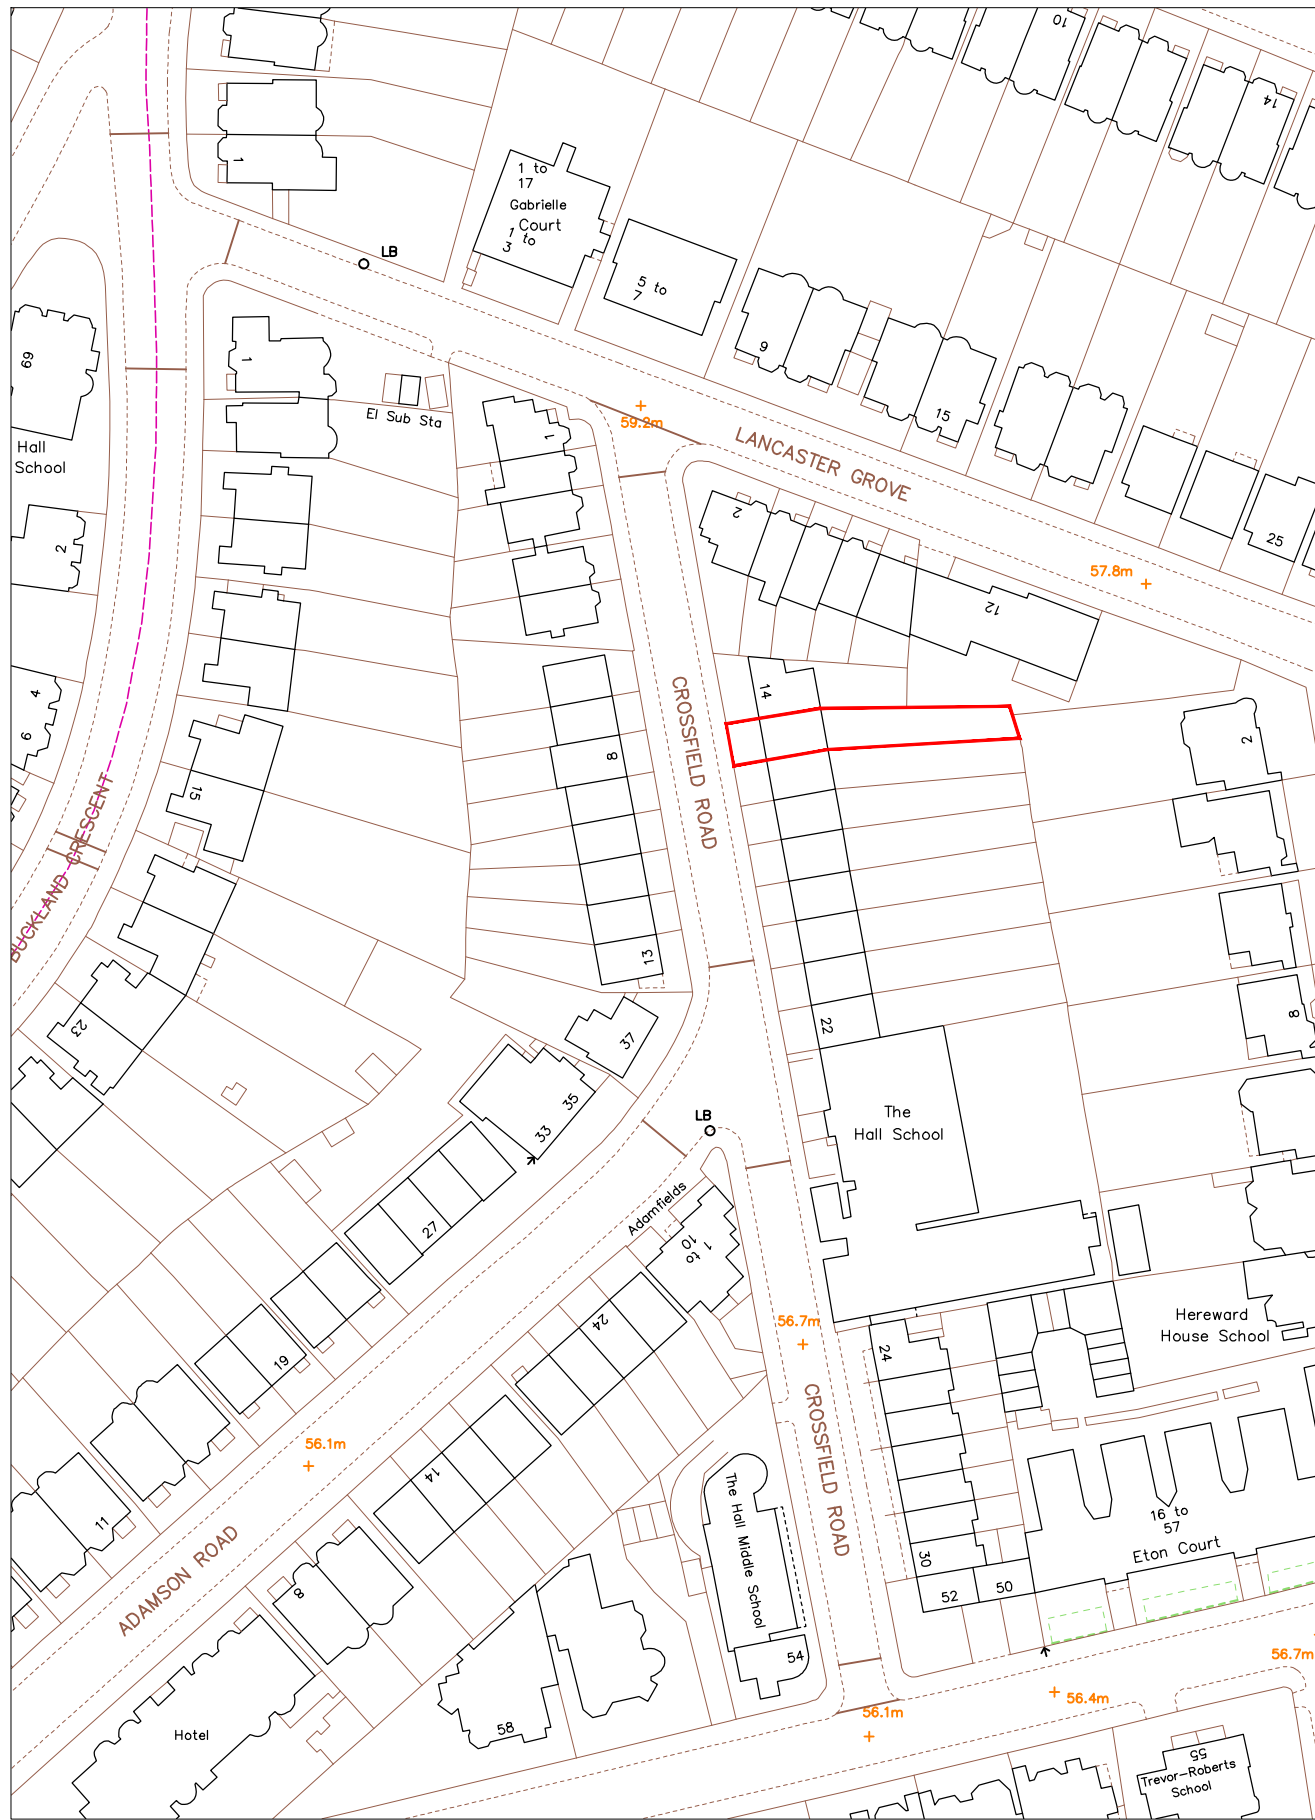 10
14
1
1 to
17
Gabrielle
Court
1 to
3
LB
5 to
7
9
15
69
Hall
School
1
El Sub Sta
1
59.2m
LANCASTER GROVE
25
2
2
57.8m
12
4
6
14
CROSSFIELD ROAD
8
2
15
BUCKLAND CRESCENT
13
23
22
37
8
35
33
The
Hall School
LB
27
Adamfields
1 to
10
24
56.7m
Hereward
House School
19
24
CROSSFIELD ROAD
56.1m
14
11
The Hall Middle School
16 to
57
Eton Court
ADAMSON ROAD
30
8
52
50
54
56.7m
56.4m
58
56.1m
Hotel
55
Trevor-Roberts
School